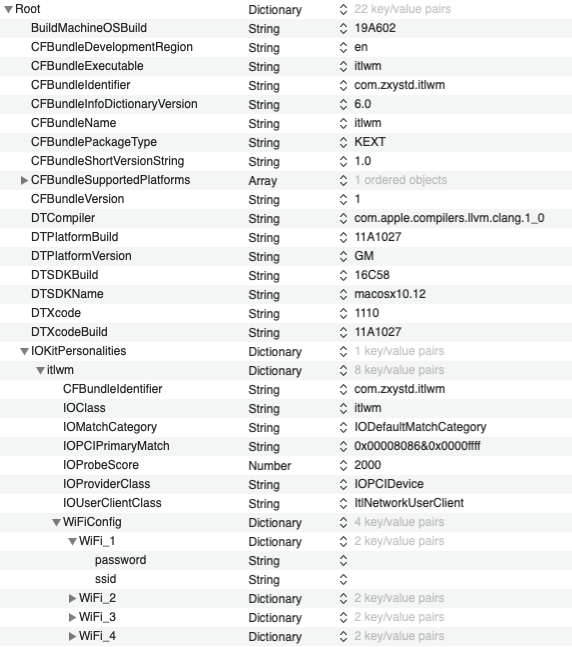 Root Dictionary 22 key/value pairs
BuildMachineOSBuild String 19A602
CFBundleDevelopmentRegion String en
CFBundleExecutable String itlwm
CFBundleIdentifier String com.zxystd.itlwm
CFBundleInfoDictionaryVersion String 6.0
CFBundleName String itlwm
CFBundlePackageType String KEXT
CFBundleShortVersionString String 1.0
CFBundleSupportedPlatforms Array 1 ordered objects
CFBundleVersion String 1
DTCompiler String com.apple.compilers.llvm.clang.1_0
DTPlatformBuild String 11A1027
DTPlatformVersion String GM
DTSDKBuild String 16C58
DTSDKName String macosx10.12
DTXcode String 1110
DTXcodeBuild String 11A1027
IOKitPersonalities Dictionary 1 key/value pairs
itlwm Dictionary 8 key/value pairs
CFBundleIdentifier String com.zxystd.itlwm
IOClass String itlwm
IOMatchCategory String IODefaultMatchCategory
IOPCIPrimaryMatch String 0x00008086&0x0000ffff
IOProbeScore Number 2000
IOProviderClass String IOPCIDevice
IOUserClientClass String ItlNetworkUserClient
WiFiConfig Dictionary 4 key/value pairs
WiFi_1 Dictionary 2 key/value pairs
password String
ssid String
WiFi_2 Dictionary 2 key/value pairs
WiFi_3 Dictionary 2 key/value pairs
WiFi_4 Dictionary 2 key/value pairs